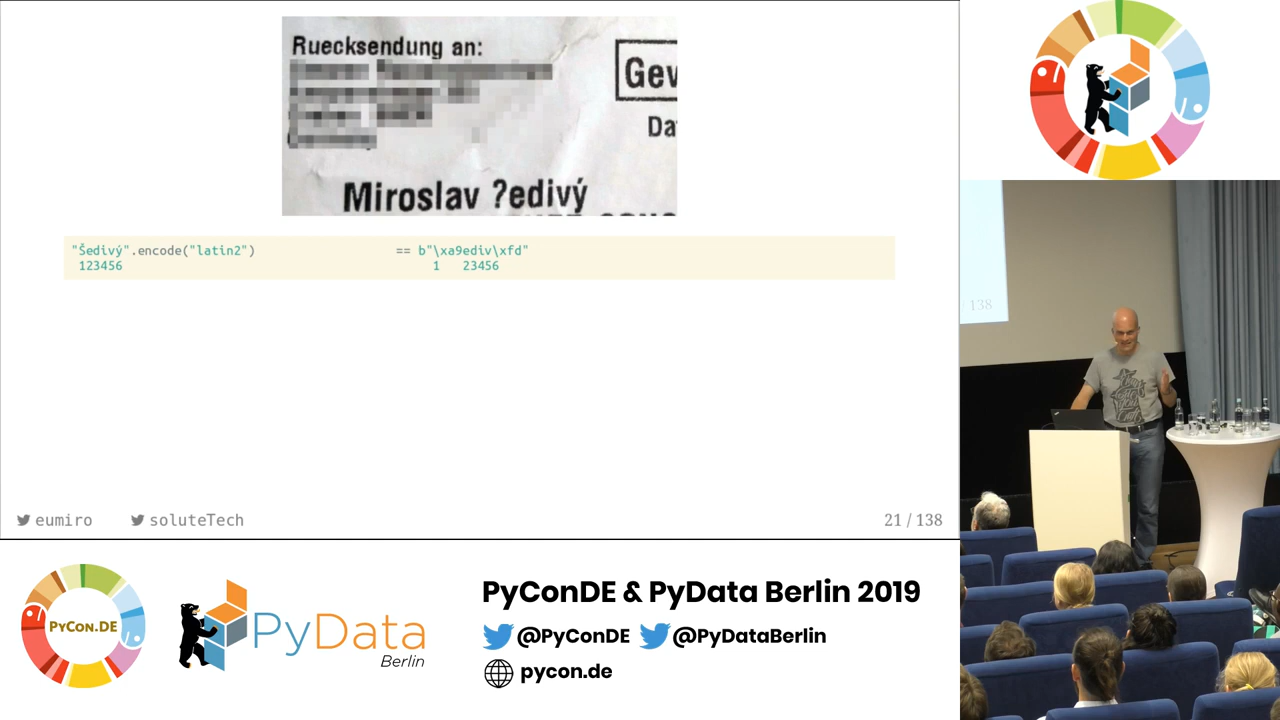 Ruecksendung an:
Gev
Da
Miroslav ?edivý
"Šedivý".encode("latin2") == b"\xa9ediv\xfd"
123456 1 23456
eumiro soluteTech 21 / 138
/ 138
PyCon.DE
PyData
Berlin
PyConDE & PyData Berlin 2019
@PyConDE @PyDataBerlin
pycon.de